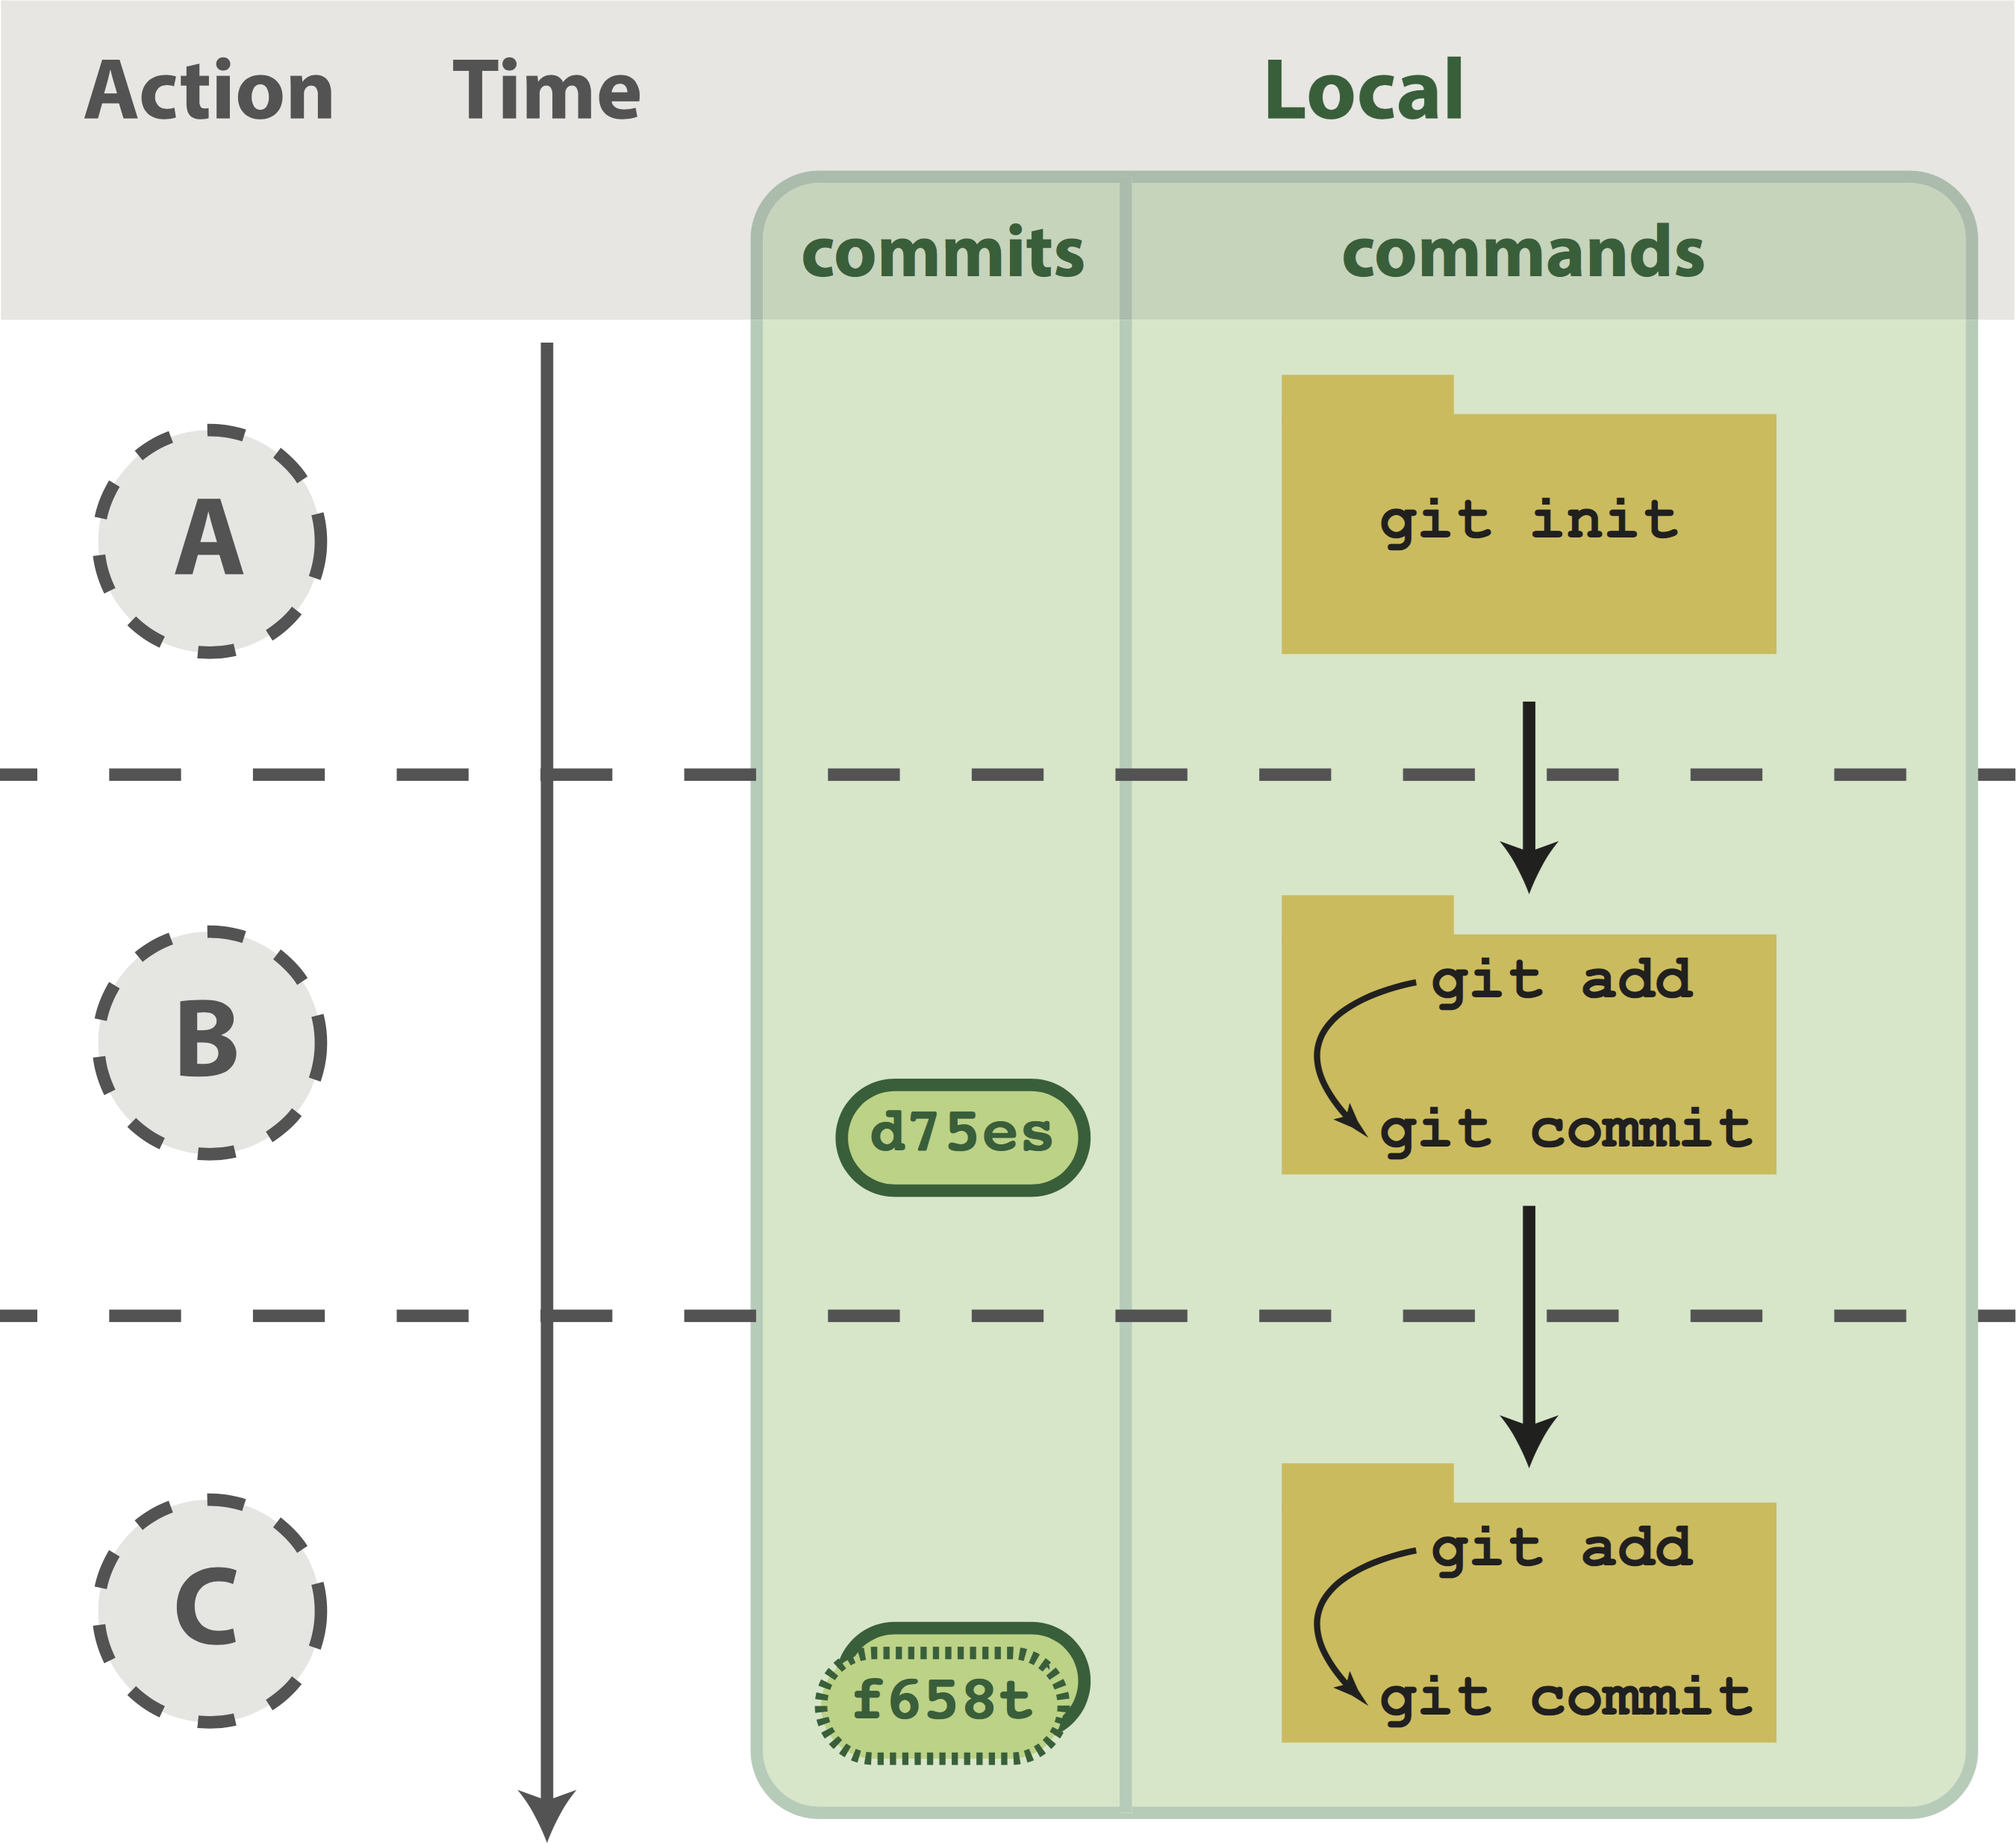 Action Time Local
commits commands
A
git init
B
git add
d75es
git commit
C
git add
f658t
git commit